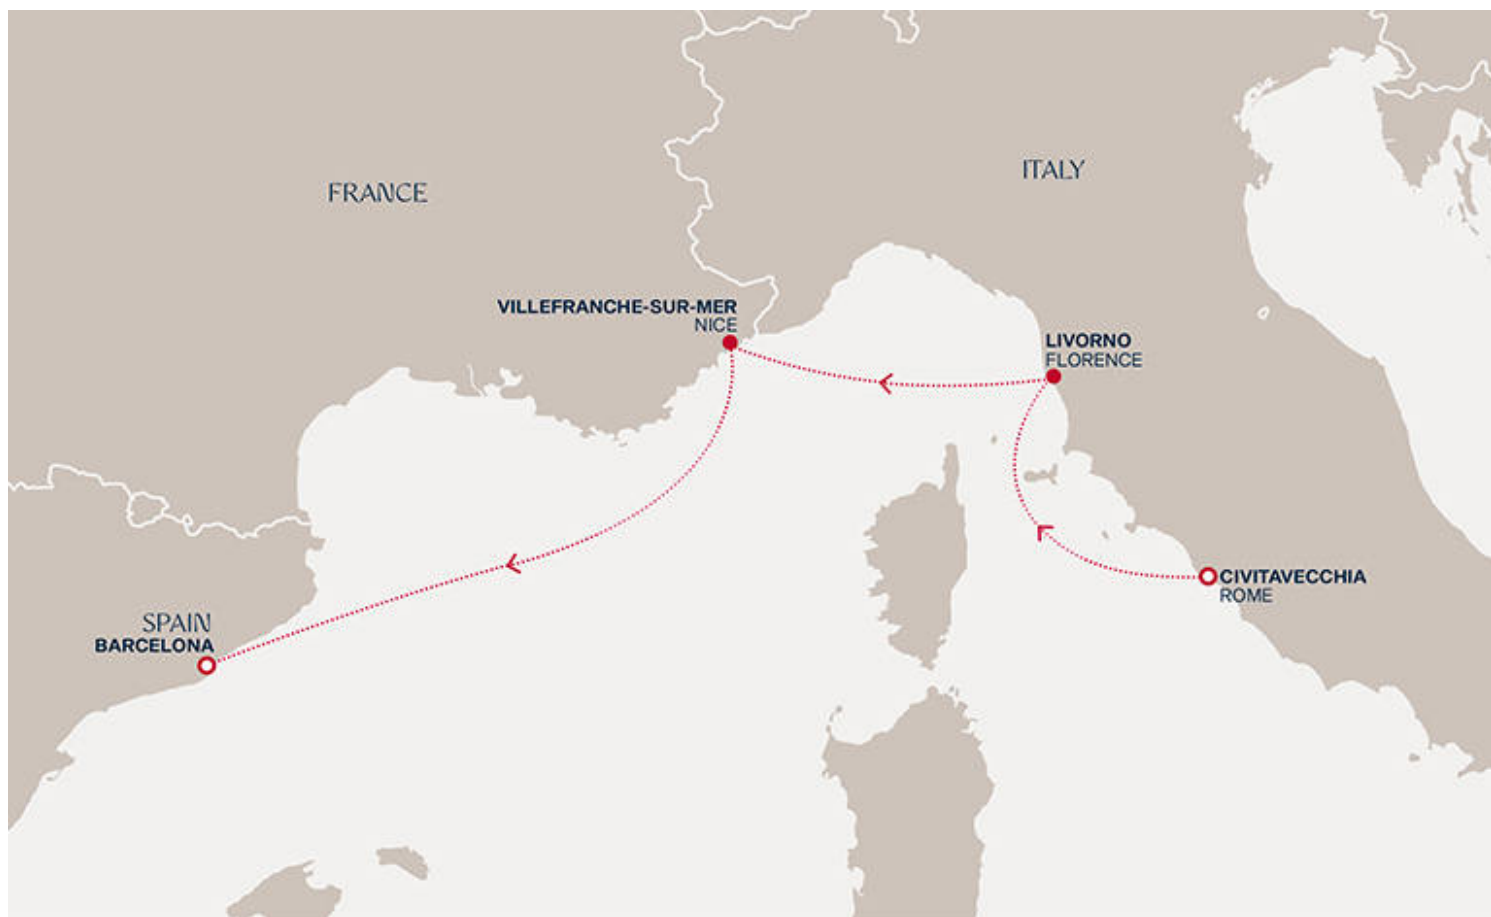 ITALY
FRANCE
VILLEFRANCHE-SUR-MER
NICE
LIVORNO
FLORENCE
CIVITAVECCHIA
ROME
SPAIN
BARCELONA